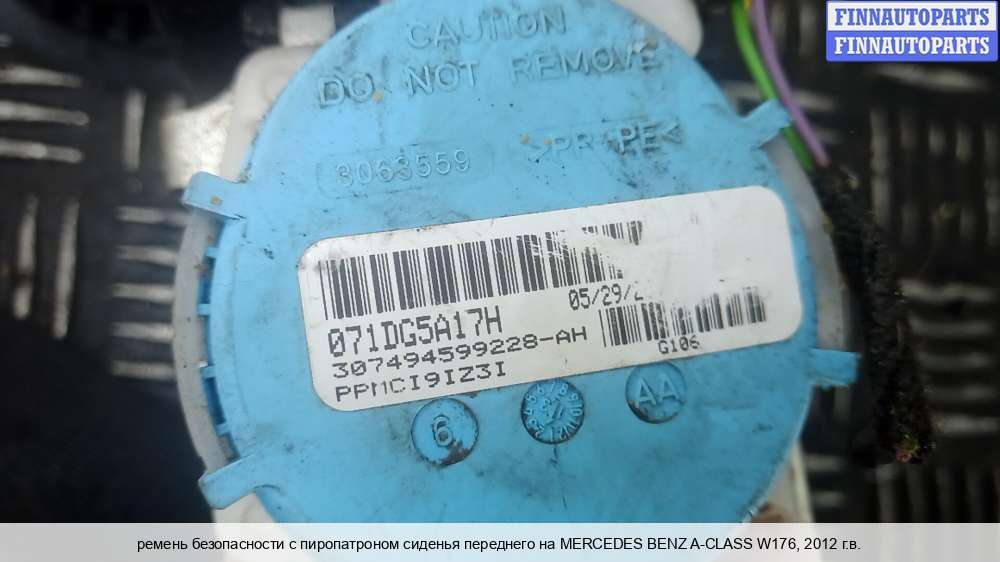 FINNAUTOPARTS
FINNAUTOPARTS
CAUTION
DO NOT REMOVE
3063559
>PP+PE<
05/29/2
071DG5A17H
307494599228-AH
G106
PPMCI9IZ3I
6
AA
ремень безопасности с пиропатроном сиденья переднего на MERCEDES BENZ A-CLASS W176, 2012 г.в.